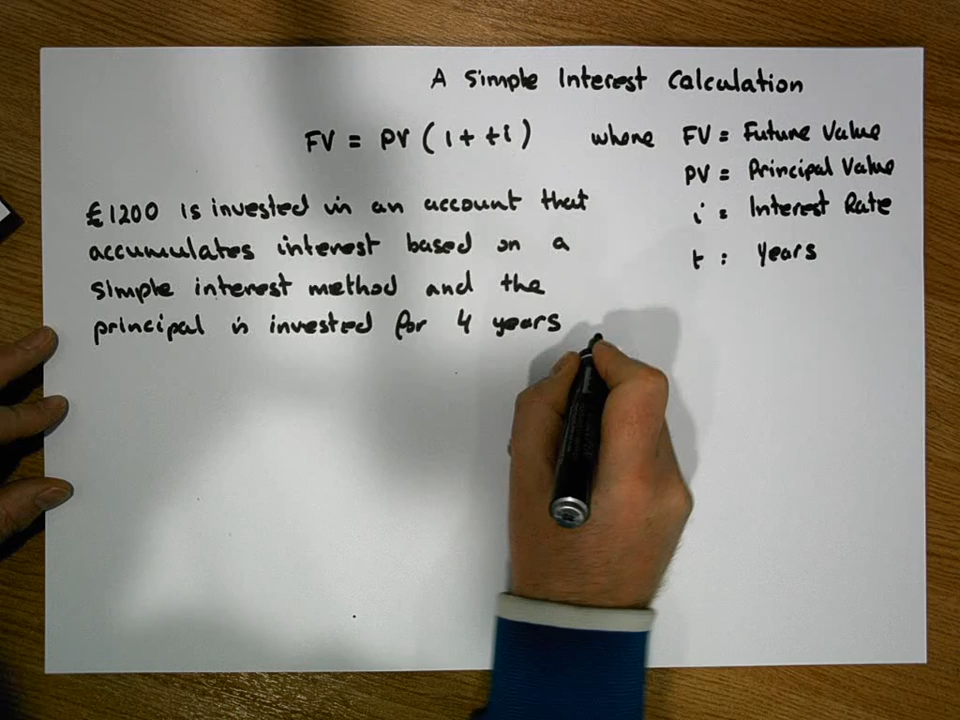 A Simple Interest Calculation
FV = PV ( 1 + ti ) where FV = Future Value
PV = Principal Value
i = Interest Rate
t : Years
£1200 is invested in an account that
accumulates interest based on a
simple interest method and the
principal is invested for 4 years